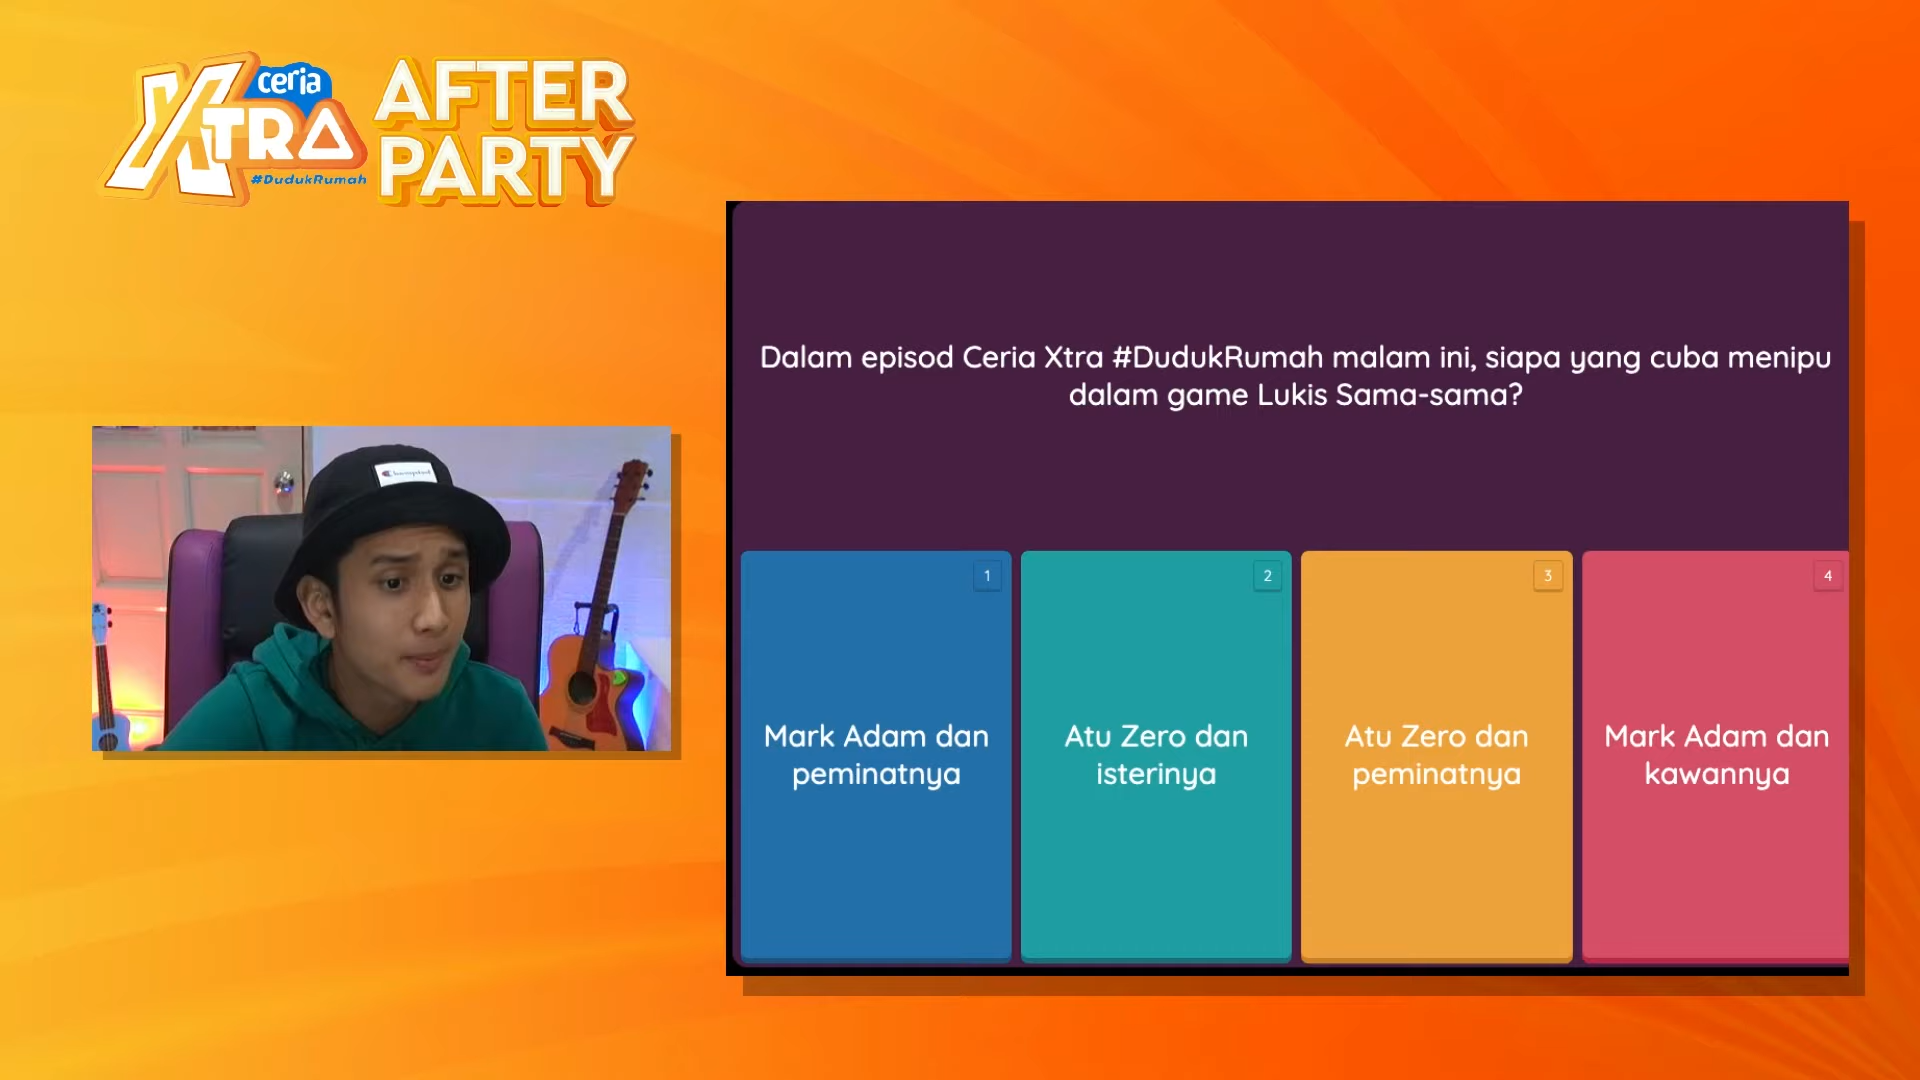 ceria
XTRA
#DudukRumah
AFTER
PARTY
Dalam episod Ceria Xtra #DudukRumah malam ini, siapa yang cuba menipu
dalam game Lukis Sama-sama?
1
Mark Adam dan
peminatnya
2
Atu Zero dan
isterinya
3
Atu Zero dan
peminatnya
4
Mark Adam dan
kawannya